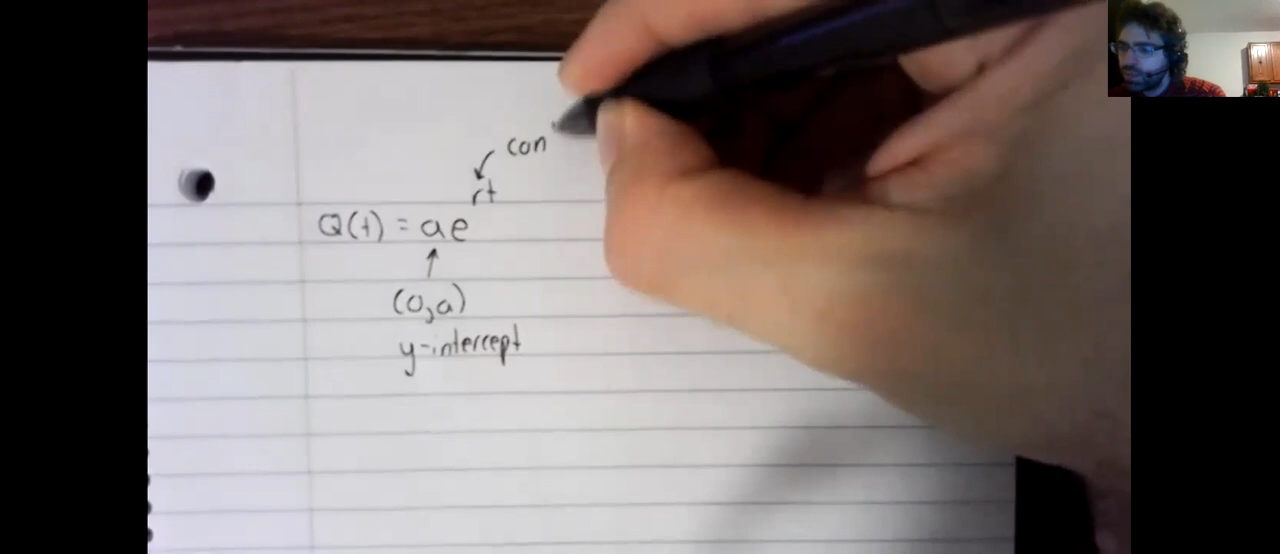 con
Q(t) = ae^rt
(0,a)
y-intercept